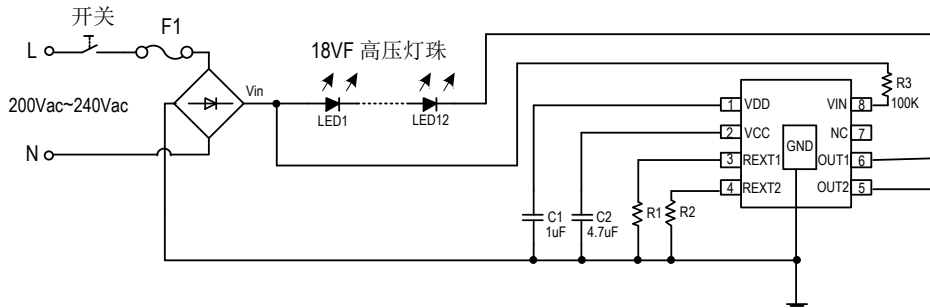 开关
F1
L
18VF 高压灯珠
Vin
LED1
LED12
200Vac~240Vac
N
R3
100K
1 VDD VIN 8
2 VCC NC 7
GND
3 REXT1 OUT1 6
4 REXT2 OUT2 5
C1
1uF
C2
4.7uF
R1
R2